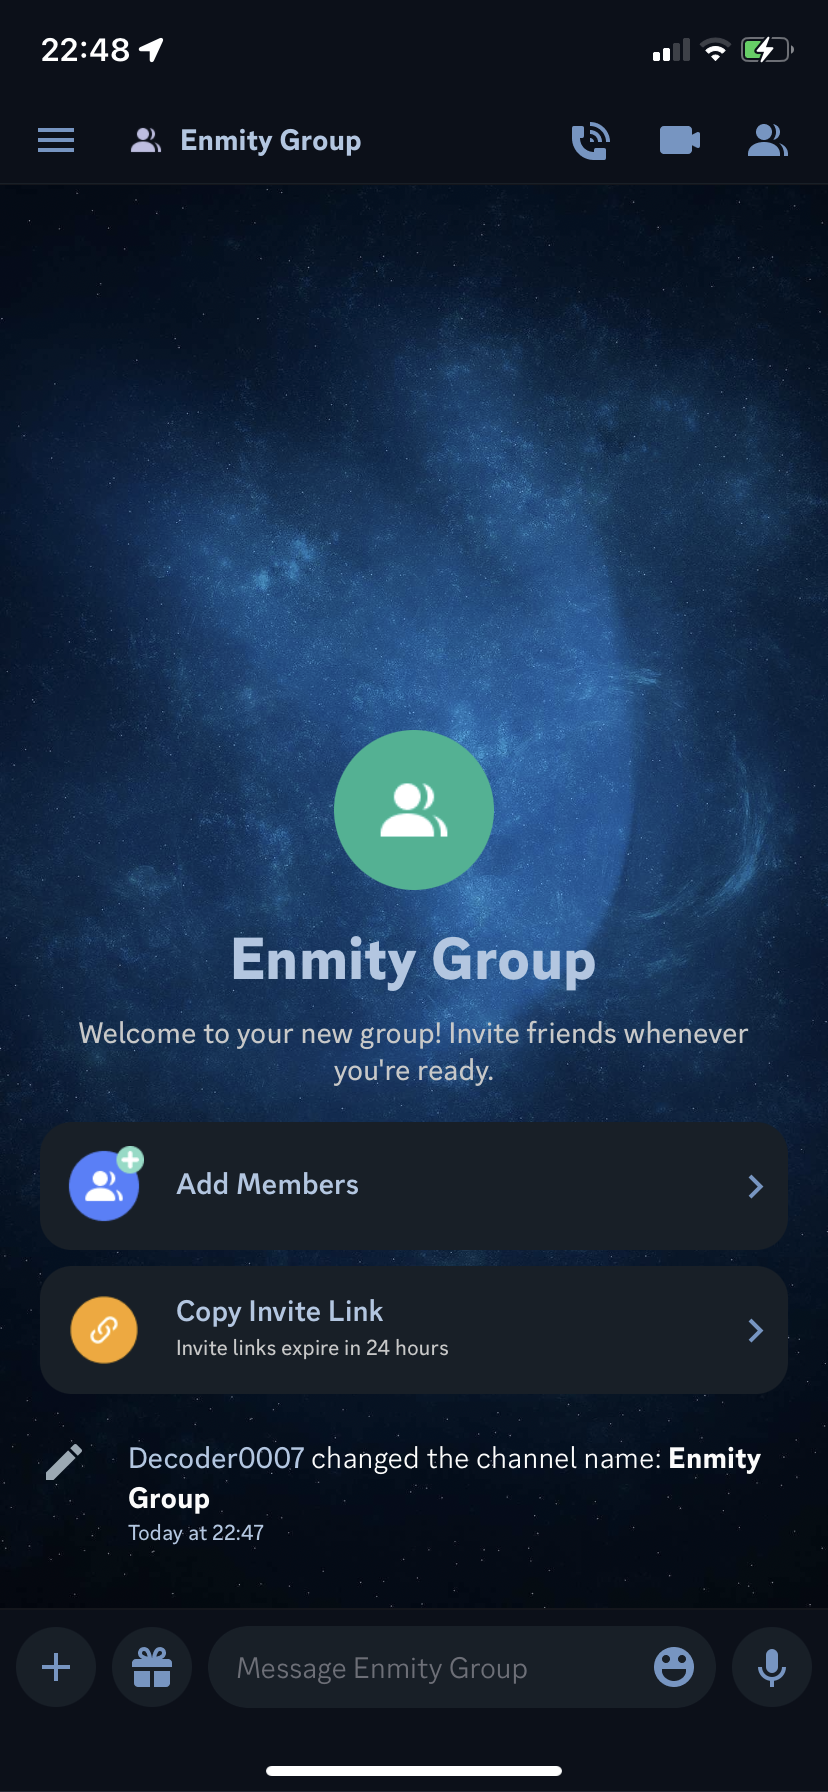 22:48
Enmity Group
Enmity Group
Welcome to your new group! Invite friends whenever
you're ready.
Add Members
Copy Invite Link
Invite links expire in 24 hours
Decoder0007 changed the channel name: Enmity
Group
Today at 22:47
Message Enmity Group